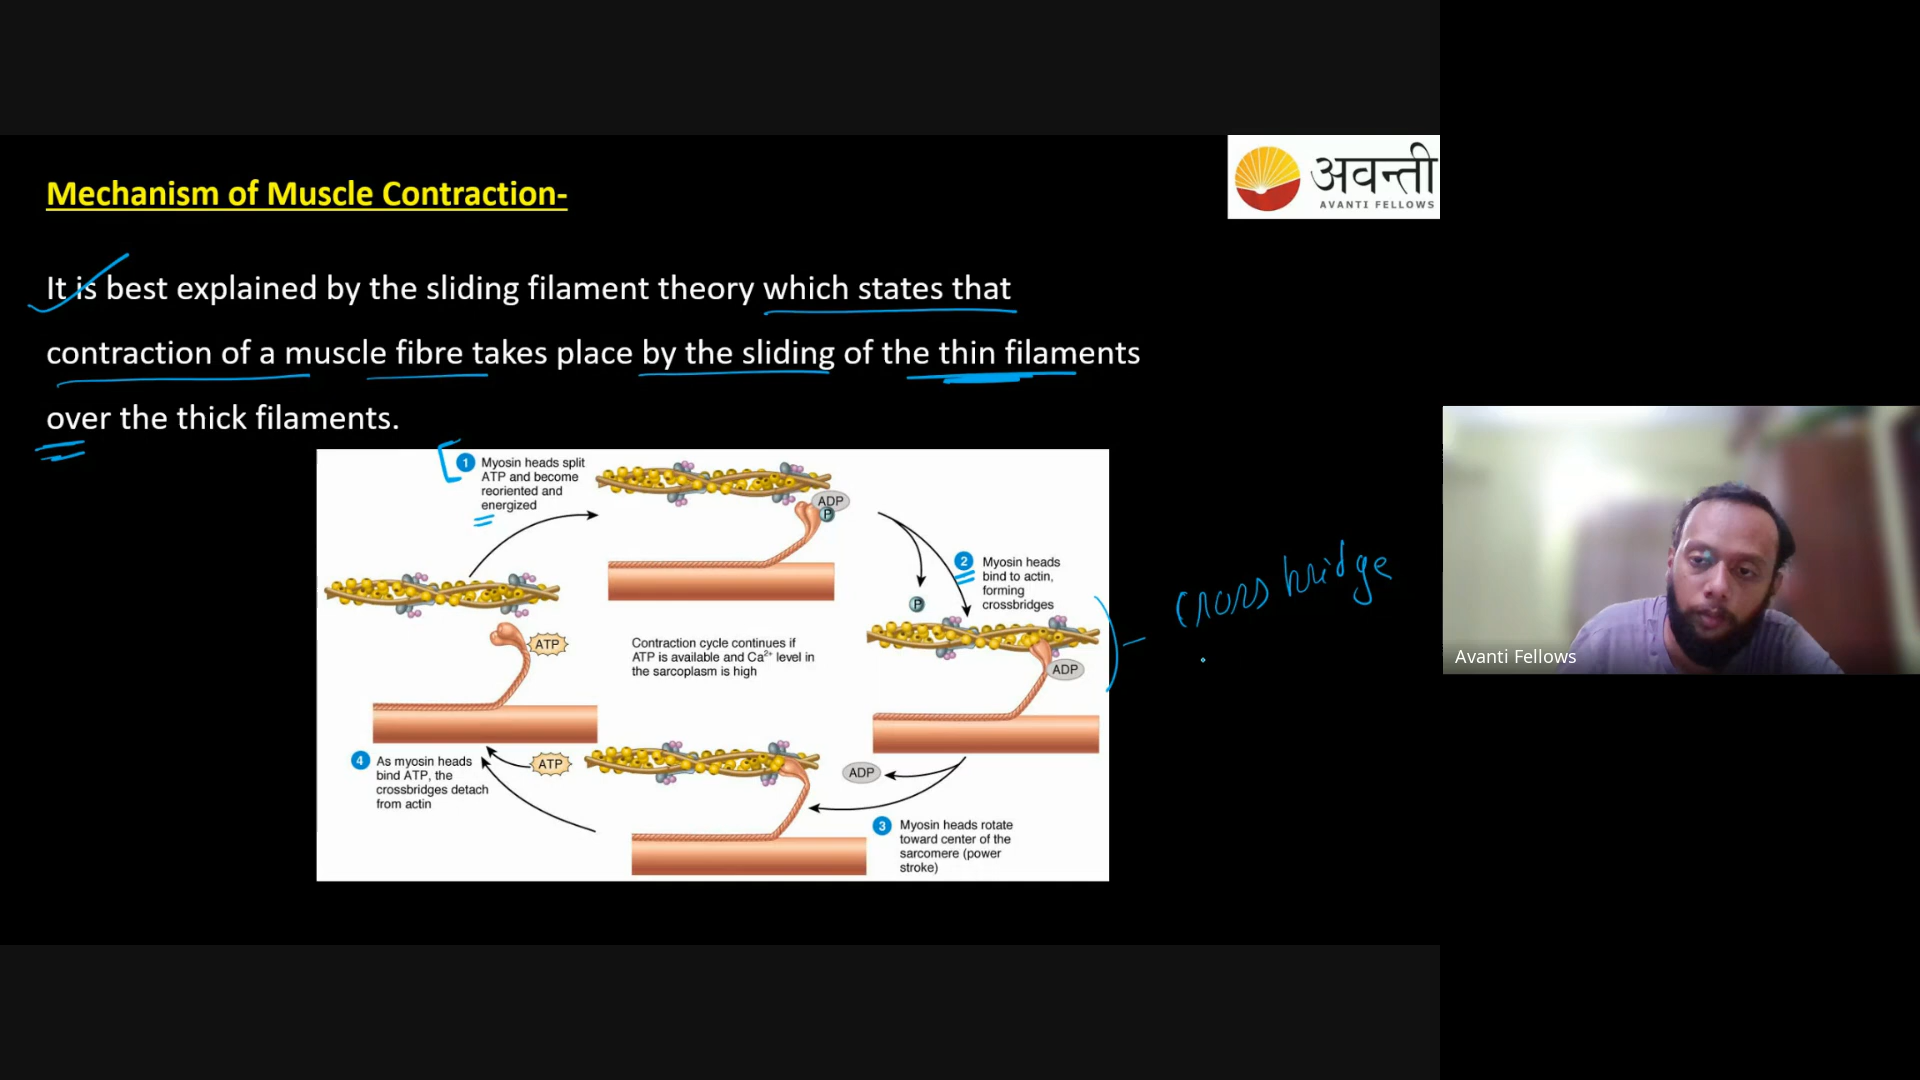 Mechanism of Muscle Contraction-
अवन्ती
AVANTI FELLOWS
It is best explained by the sliding filament theory which states that
contraction of a muscle fibre takes place by the sliding of the thin filaments
over the thick filaments.
1 Myosin heads split
ATP and become
reoriented and
energized
ADP
P
2 Myosin heads
bind to actin,
forming
crossbridges
P
cross bridge
ATP
Contraction cycle continues if
ATP is available and Ca²⁺ level in
the sarcoplasm is high
ADP
4 As myosin heads
bind ATP, the
crossbridges detach
from actin
ATP
ADP
3 Myosin heads rotate
toward center of the
sarcomere (power
stroke)
Avanti Fellows